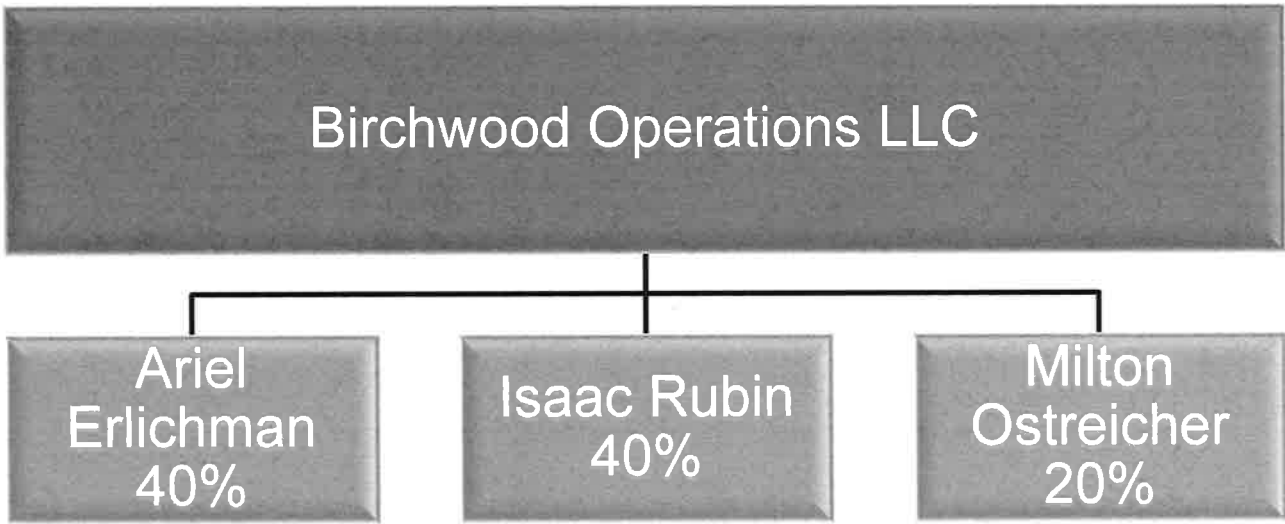 Birchwood Operations LLC
Ariel
Erlichman
40%
Isaac Rubin
40%
Milton
Ostreicher
20%